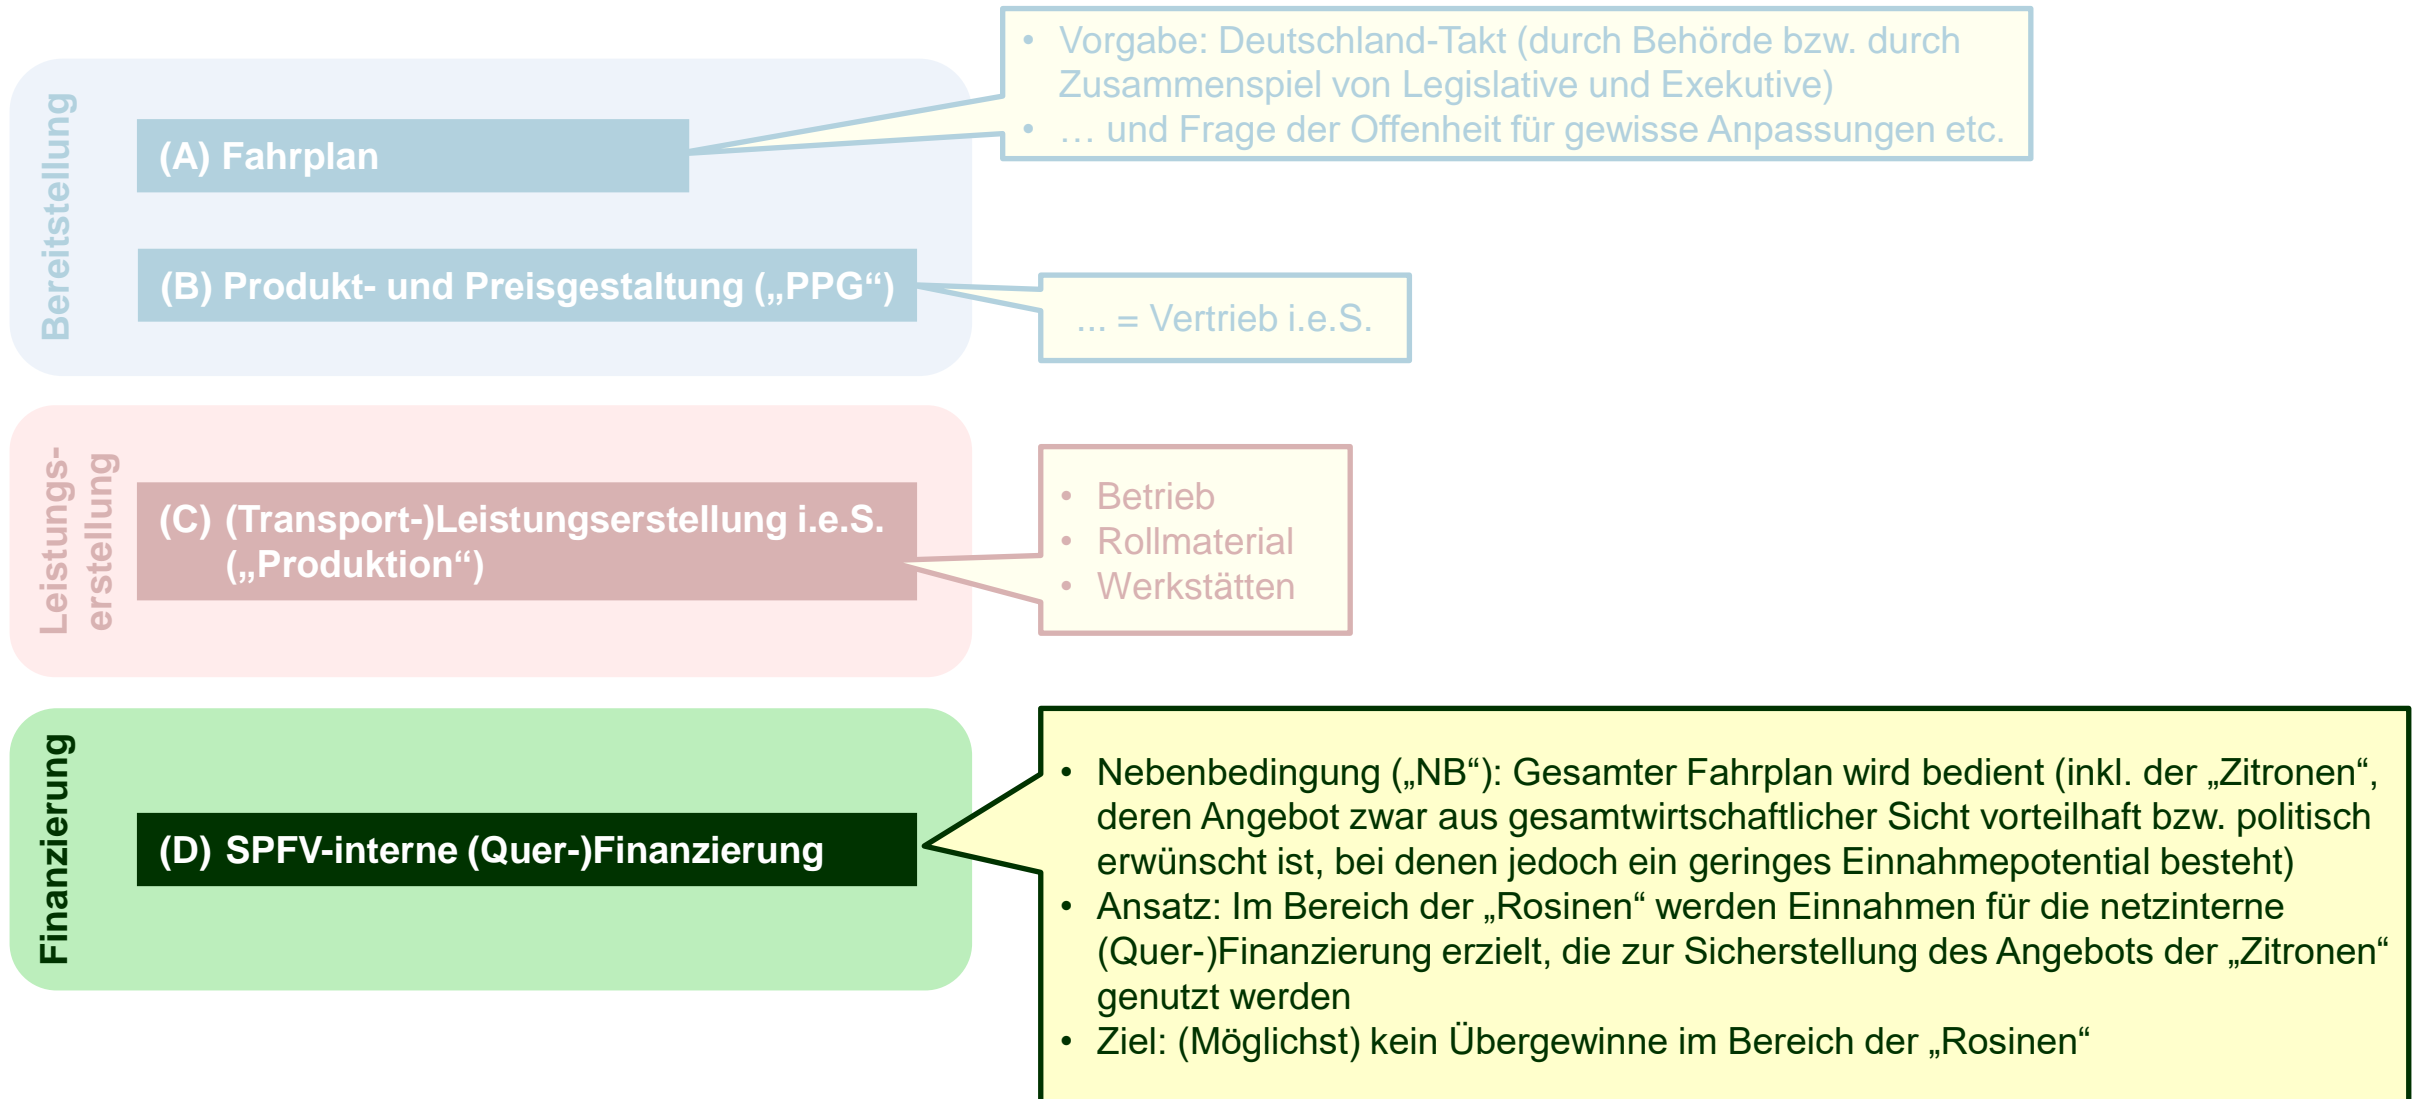 Bereitstellung
(A) Fahrplan
• Vorgabe: Deutschland-Takt (durch Behörde bzw. durch
Zusammenspiel von Legislative und Exekutive)
• … und Frage der Offenheit für gewisse Anpassungen etc.
(B) Produkt- und Preisgestaltung („PPG“)
... = Vertrieb i.e.S.
Leistungs-
erstellung
(C) (Transport-)Leistungserstellung i.e.S.
(„Produktion“)
• Betrieb
• Rollmaterial
• Werkstätten
Finanzierung
(D) SPFV-interne (Quer-)Finanzierung
• Nebenbedingung („NB“): Gesamter Fahrplan wird bedient (inkl. der „Zitronen“,
deren Angebot zwar aus gesamtwirtschaftlicher Sicht vorteilhaft bzw. politisch
erwünscht ist, bei denen jedoch ein geringes Einnahmepotential besteht)
• Ansatz: Im Bereich der „Rosinen“ werden Einnahmen für die netzinterne
(Quer-)Finanzierung erzielt, die zur Sicherstellung des Angebots der „Zitronen“
genutzt werden
• Ziel: (Möglichst) kein Übergewinne im Bereich der „Rosinen“